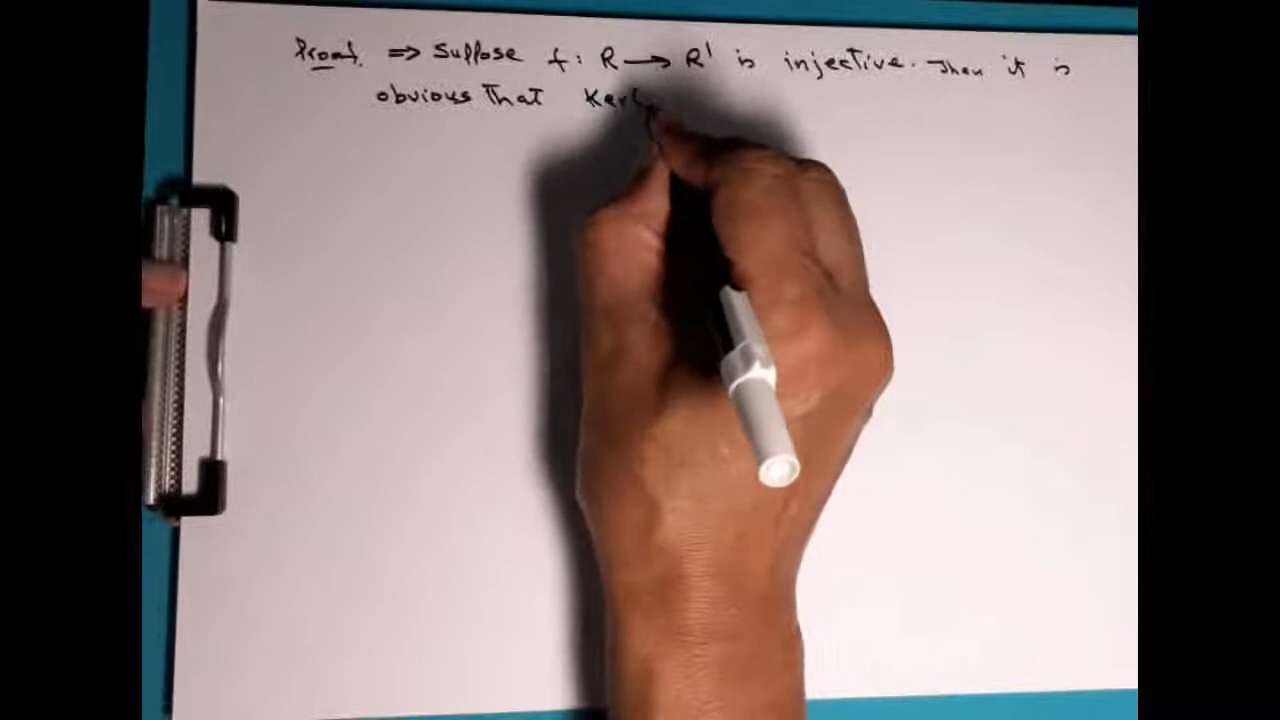 Proof. ⇒ Suppose f: R → R' is injective. Then it is
obvious that Ker